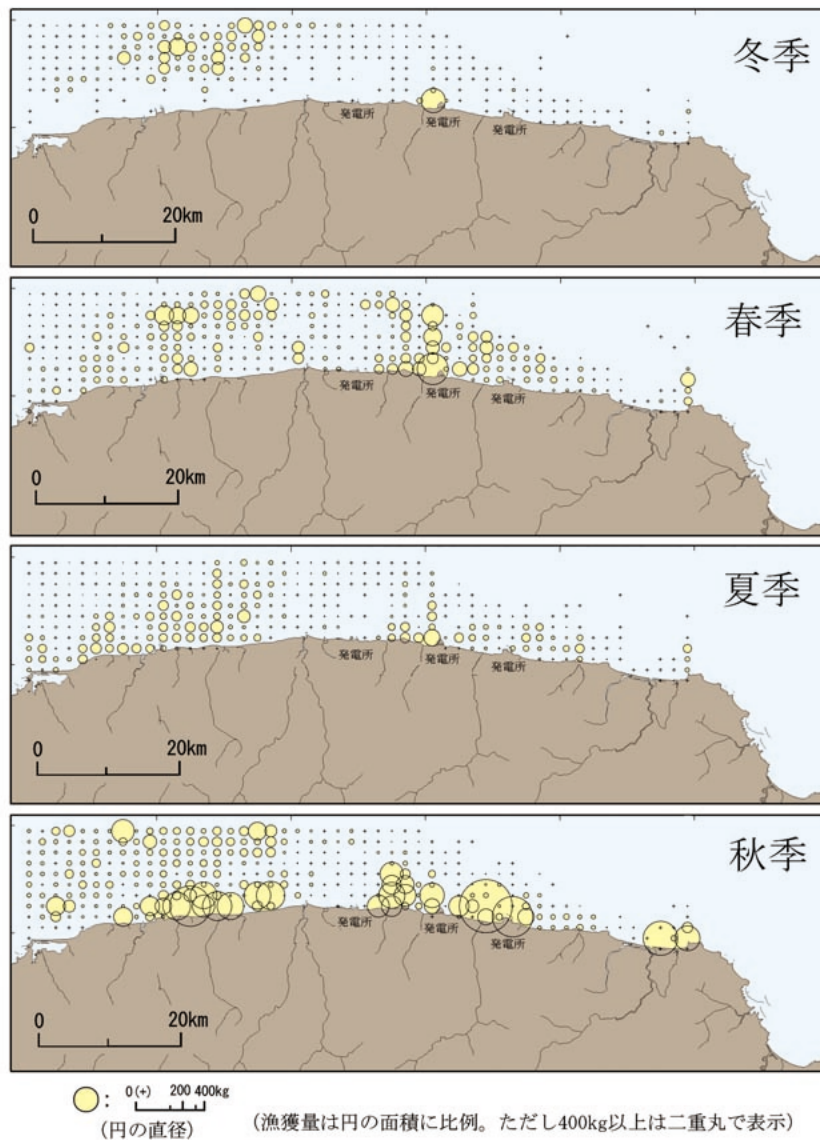 冬季
発電所 発電所 発電所
0 20km
春季
発電所 発電所 発電所
0 20km
夏季
発電所 発電所 発電所
0 20km
秋季
発電所 発電所 発電所
0 20km
: 0(+) 200 400kg
(円の直径) (漁獲量は円の面積に比例。ただし400kg以上は二重丸で表示)